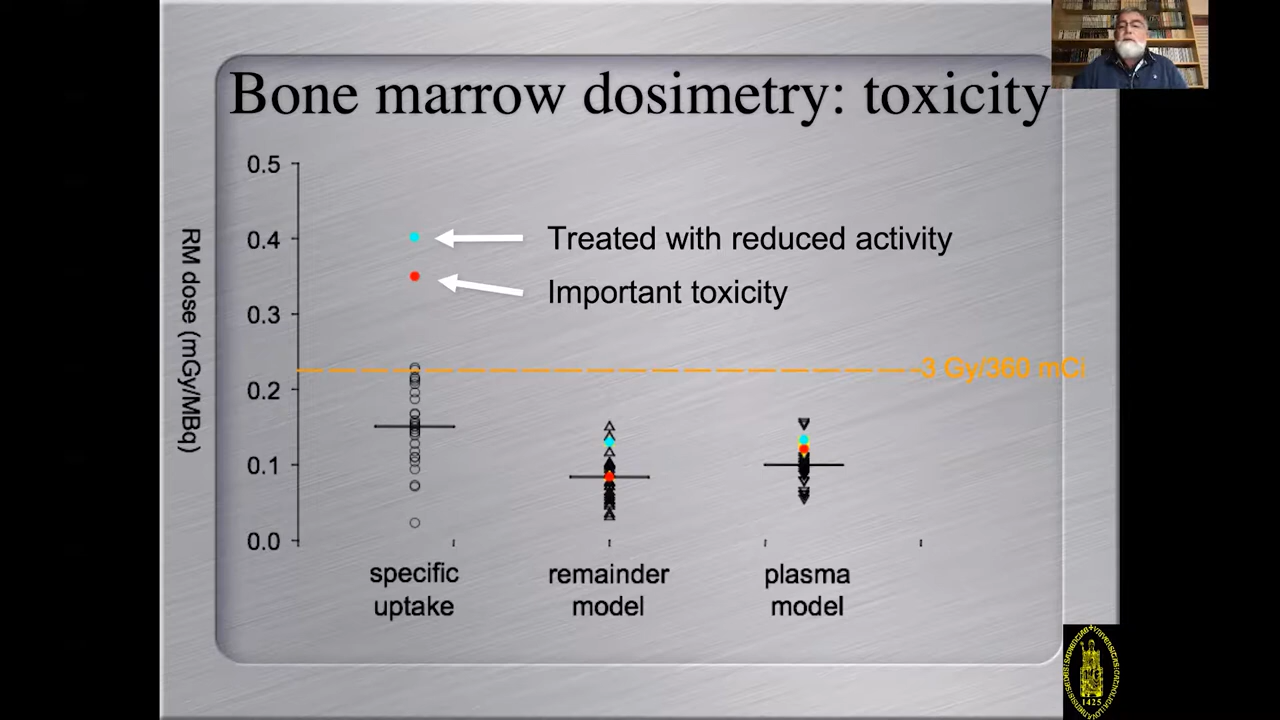 Bone marrow dosimetry: toxicity
0.5
0.4
0.3
0.2
0.1
0.0
RM dose (mGy/MBq)
Treated with reduced activity
Important toxicity
3 Gy/360 mCi
specific
uptake
remainder
model
plasma
model
1425